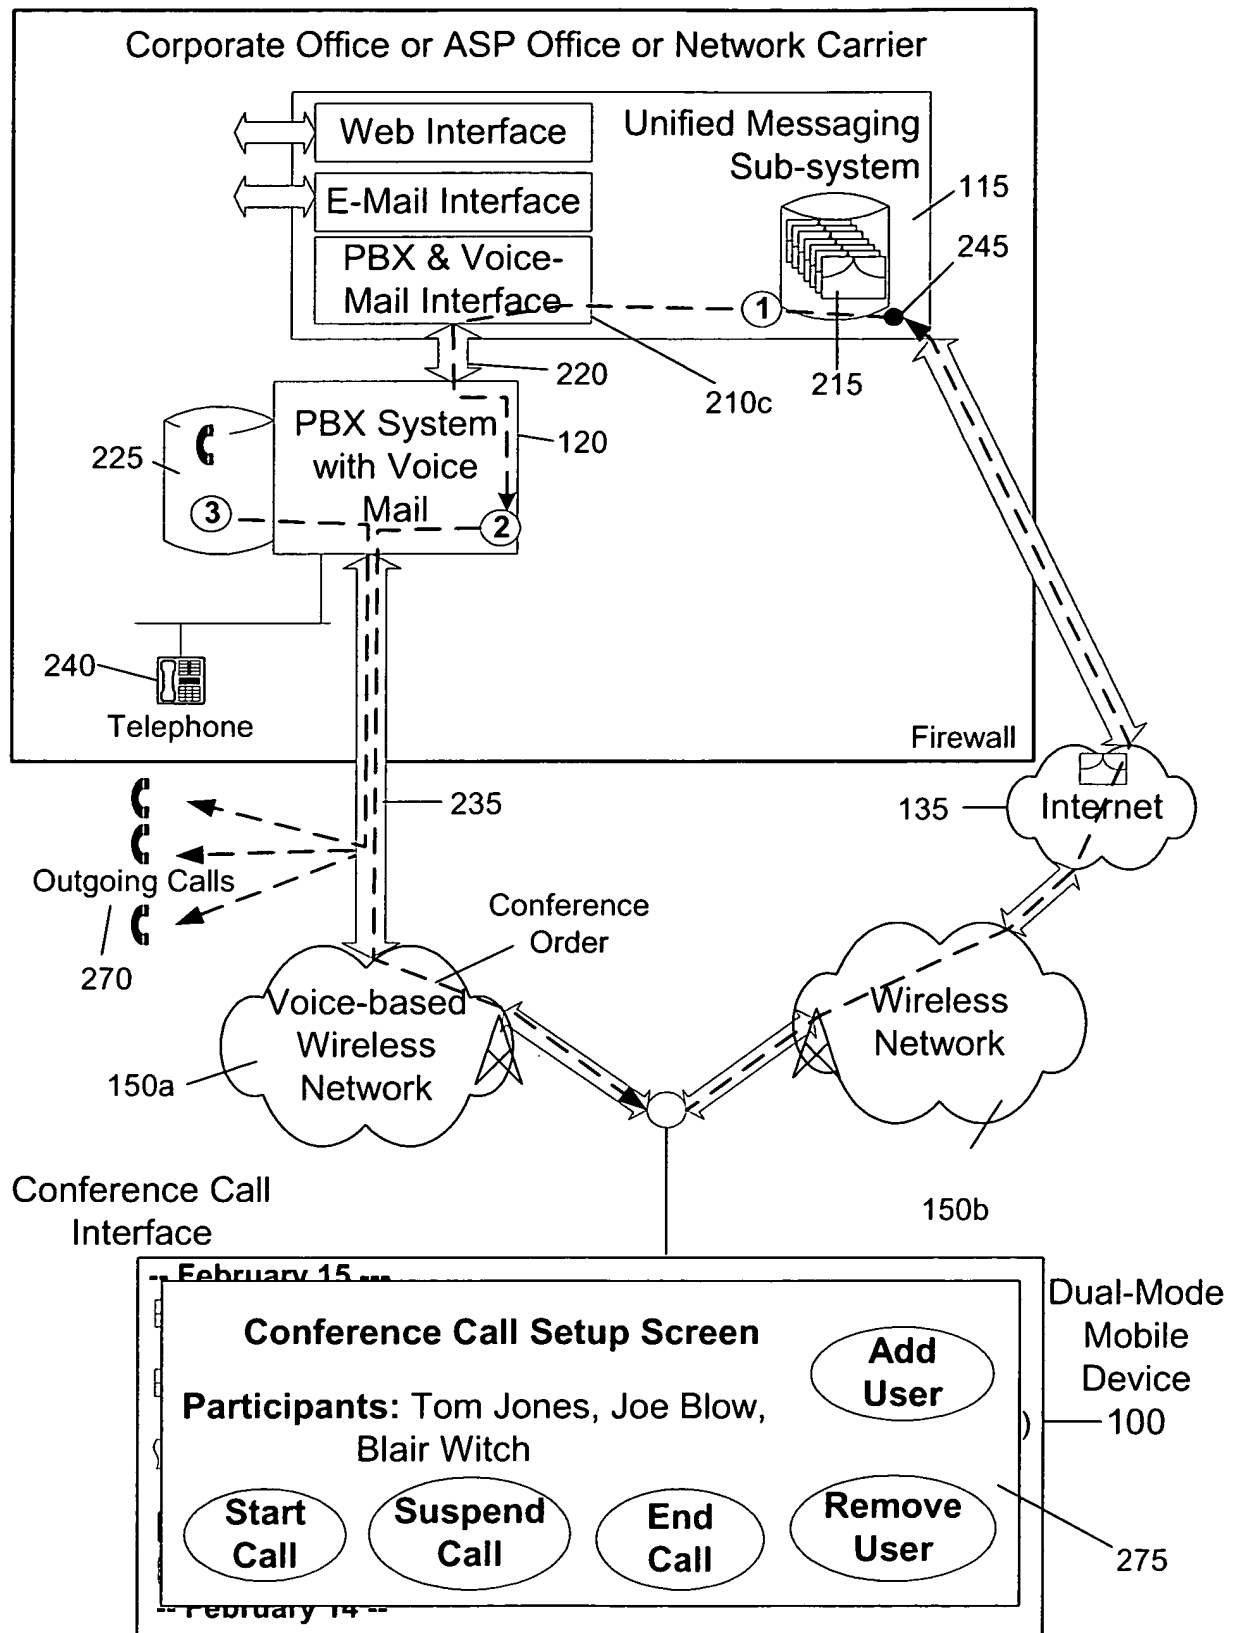 Corporate Office or ASP Office or Network Carrier
Web Interface
Unified Messaging
Sub-system
E-Mail Interface
115
PBX & Voice-
Mail Interface
245
1
220
210c
215
PBX System
with Voice
Mail
120
225
3
2
240
Telephone
Firewall
235
135
Internet
Outgoing Calls
270
Conference
Order
Voice-based
Wireless
Network
Wireless
Network
150a
150b
Conference Call
Interface
-- February 15 ---
Conference Call Setup Screen
Add
User
Dual-Mode
Mobile
Device
100
)
Participants: Tom Jones, Joe Blow,
Blair Witch
Start
Call
Suspend
Call
End
Call
Remove
User
275
-- February 14 --